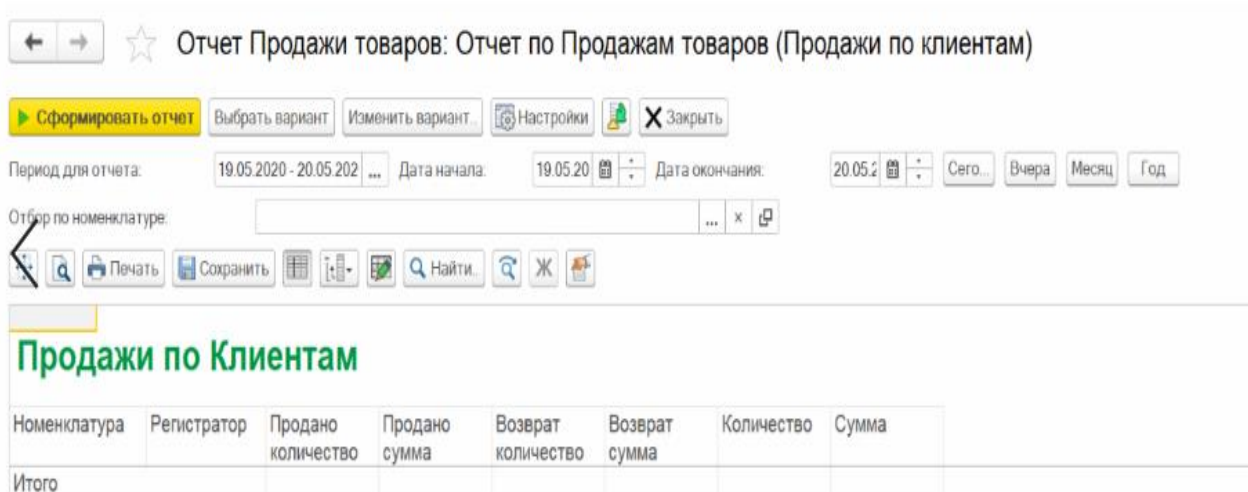 Отчет Продажи товаров: Отчет по Продажам товаров (Продажи по клиентам)
Сформировать отчет Выбрать вариант Изменить вариант... Настройки Закрыть
Период для отчета: 19.05.2020 - 20.05.202 ... Дата начала: 19.05.20 Дата окончания: 20.05.2 Сего... Вчера Месяц Год
Отбор по номенклатуре: ... ×
Печать Сохранить Найти... Ж
Продажи по Клиентам
Номенклатура Регистратор Продано количество Продано сумма Возврат количество Возврат сумма Количество Сумма
Итого